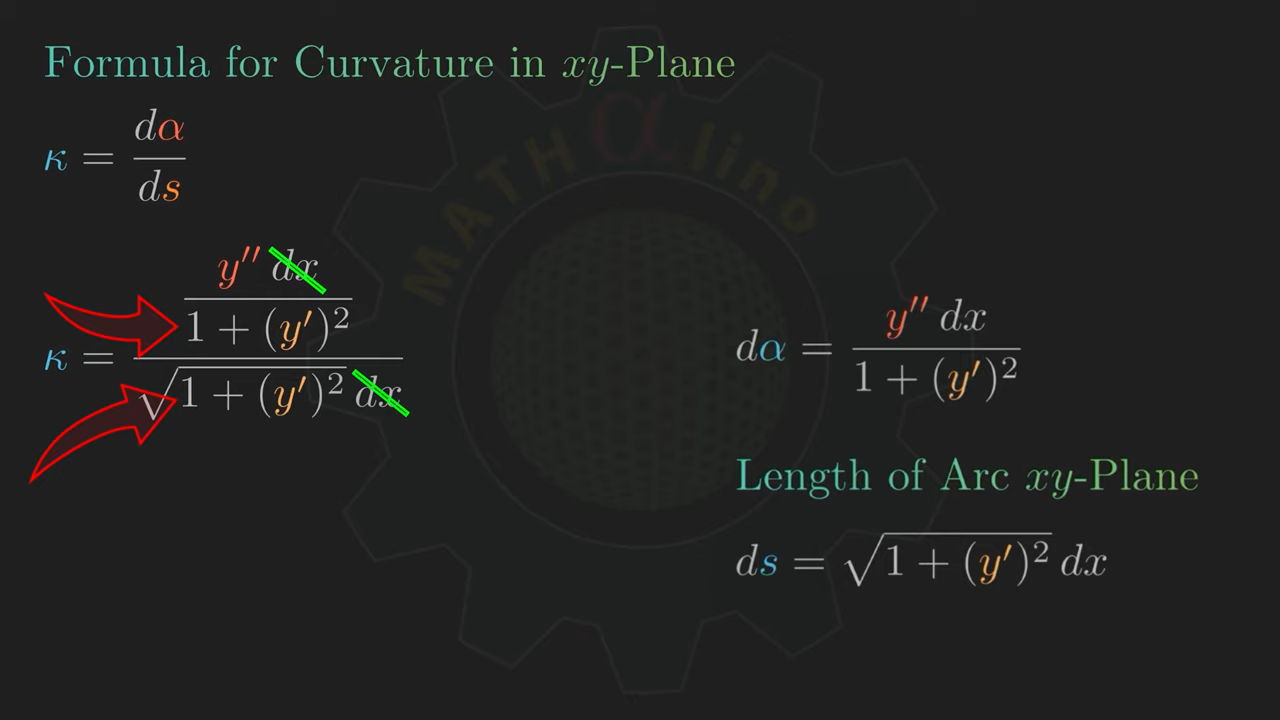 Formula for Curvature in xy-Plane
κ = dα/ds
κ = (y″ dx / (1 + (y′)²)) / (√(1 + (y′)²) dx)
dα = y″ dx / (1 + (y′)²)
Length of Arc xy-Plane
ds = √(1 + (y′)²) dx
MATHαlino